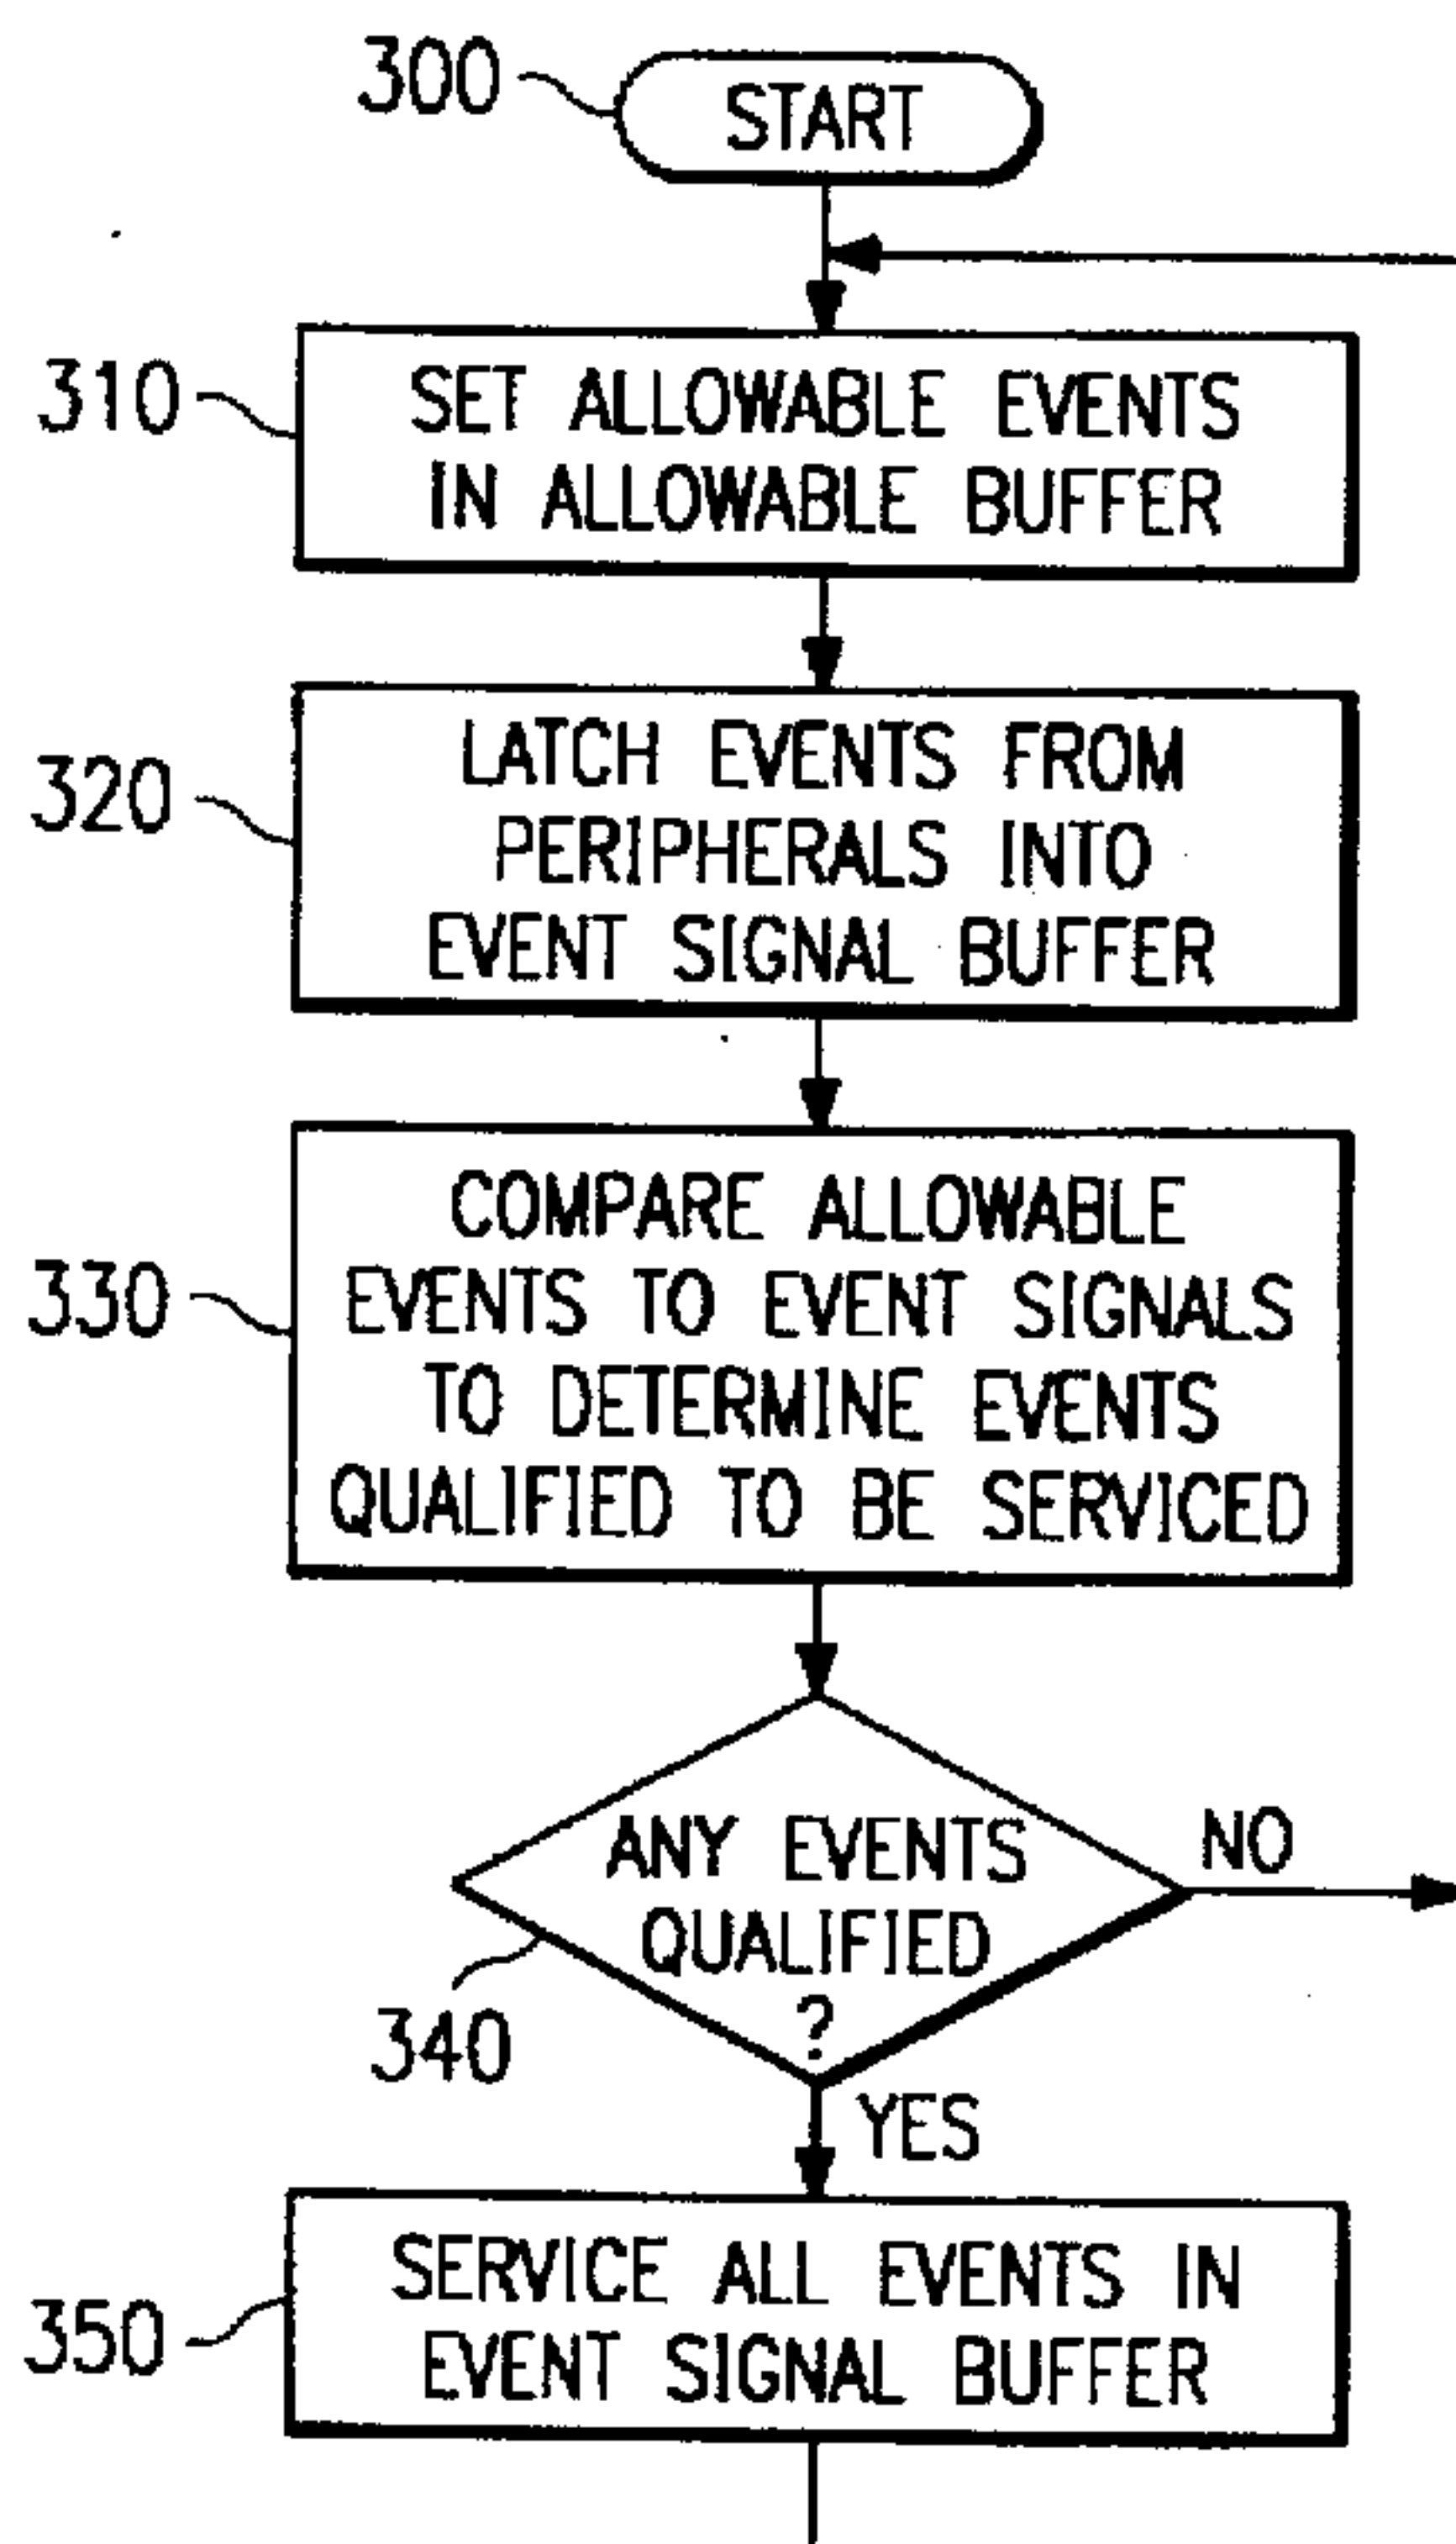 300
START
310
SET ALLOWABLE EVENTS
IN ALLOWABLE BUFFER
320
LATCH EVENTS FROM
PERIPHERALS INTO
EVENT SIGNAL BUFFER
330
COMPARE ALLOWABLE
EVENTS TO EVENT SIGNALS
TO DETERMINE EVENTS
QUALIFIED TO BE SERVICED
ANY EVENTS
QUALIFIED
?
NO
340
YES
350
SERVICE ALL EVENTS IN
EVENT SIGNAL BUFFER